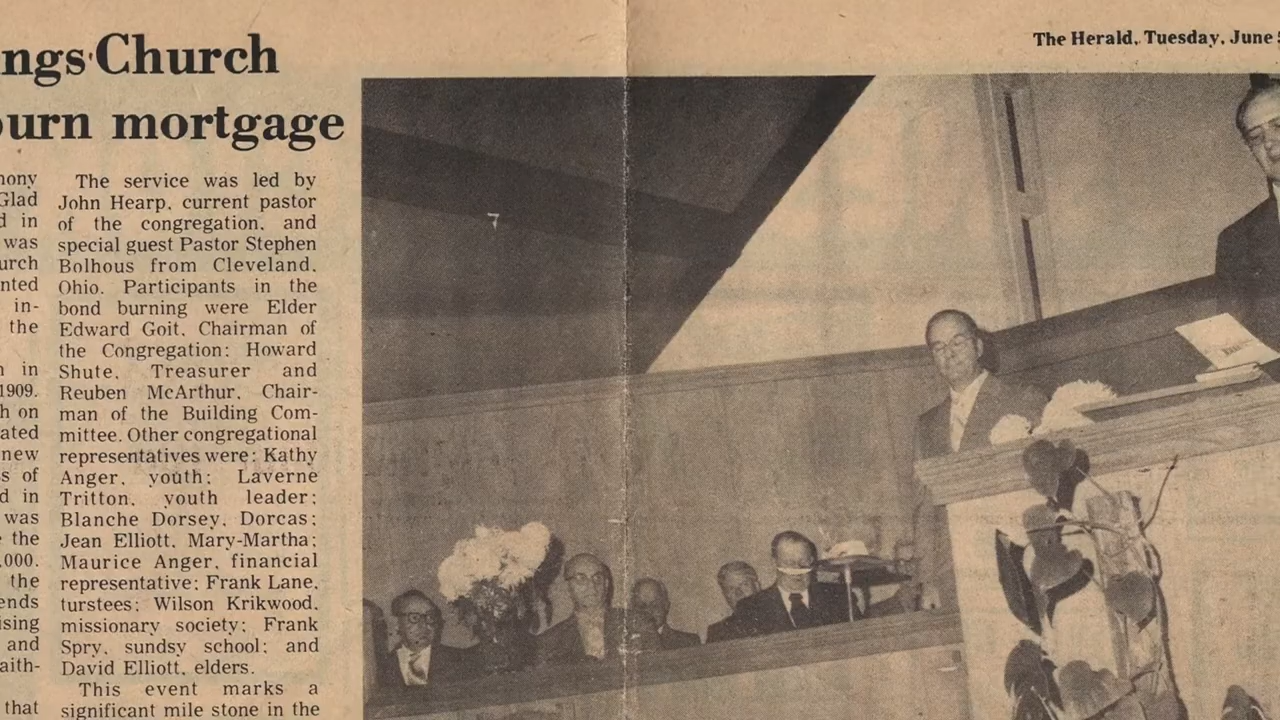 ngs Church
burn mortgage
The Herald, Tuesday, June 5
mony
Glad
d in
was
urch
nted
in-
the
n in
1909.
h on
ated
new
s of
d in
was
e the
,000.
the
ends
ising
and
aith-
that
The service was led by
John Hearp, current pastor
of the congregation, and
special guest Pastor Stephen
Bolhous from Cleveland,
Ohio. Participants in the
bond burning were Elder
Edward Goit, Chairman of
the Congregation; Howard
Shute, Treasurer and
Reuben McArthur, Chair-
man of the Building Com-
mittee. Other congregational
representatives were: Kathy
Anger, youth; Laverne
Tritton, youth leader;
Blanche Dorsey, Dorcas;
Jean Elliott, Mary-Martha;
Maurice Anger, financial
representative; Frank Lane,
turstees; Wilson Krikwood,
missionary society; Frank
Spry, sundsy school; and
David Elliott, elders.
This event marks a
significant mile stone in the